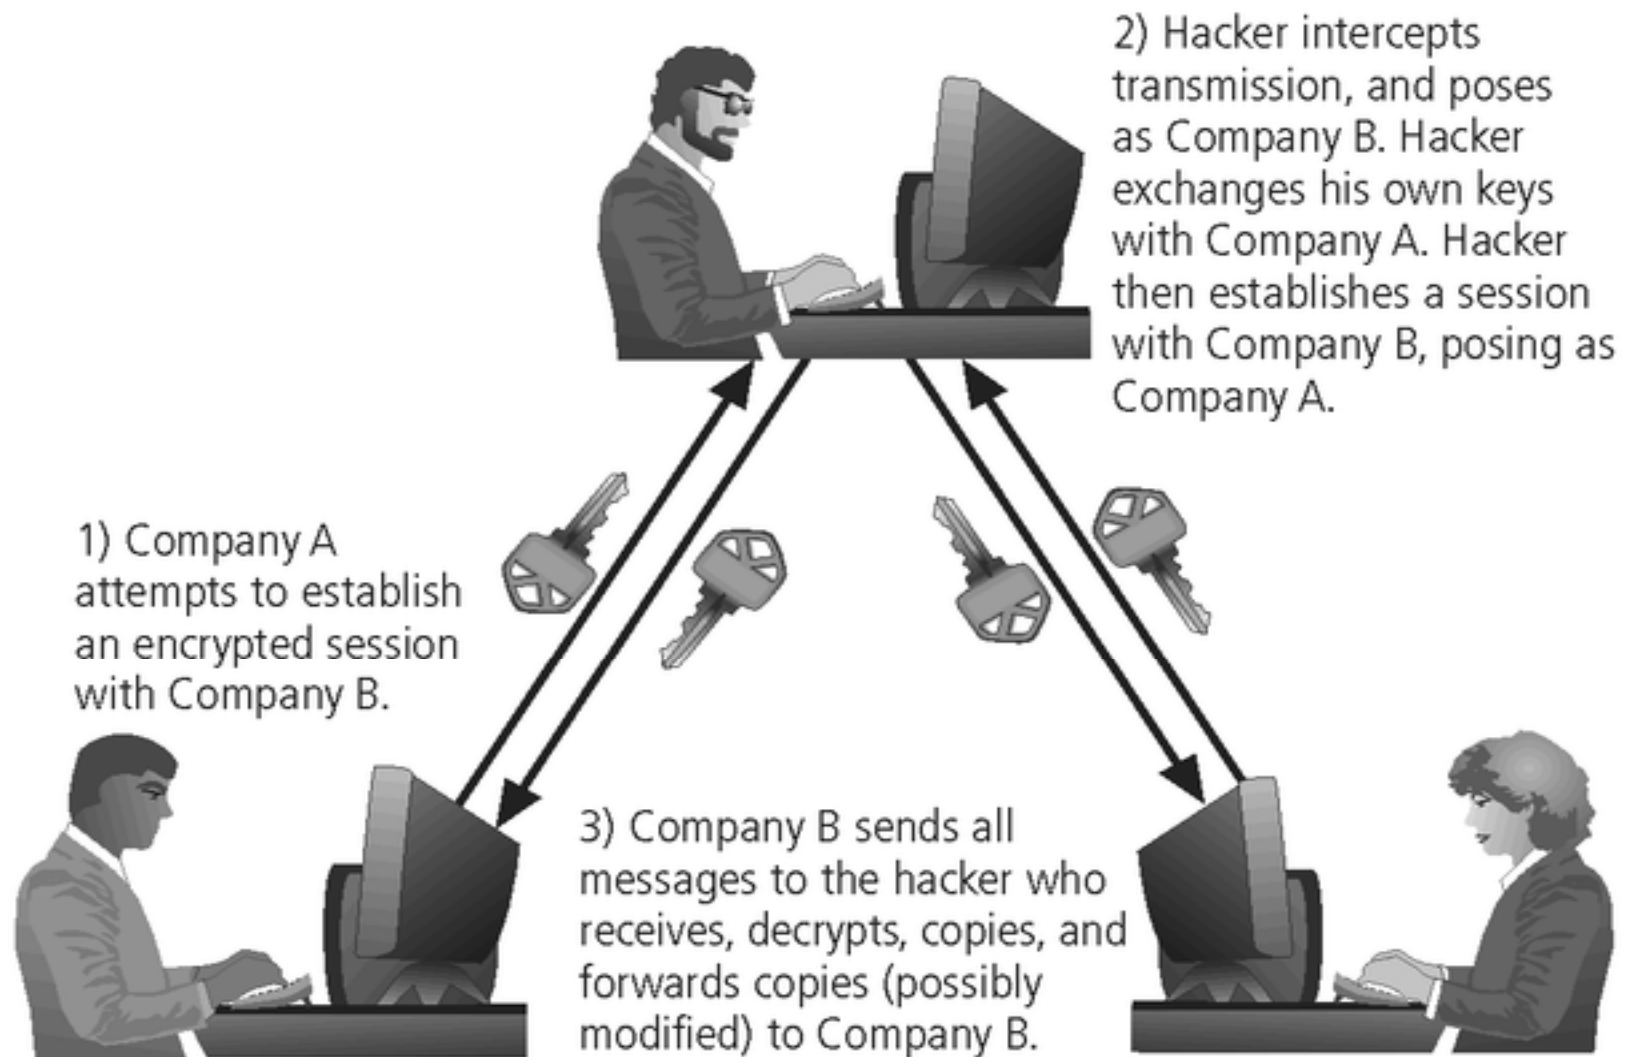 1) Company A
attempts to establish
an encrypted session
with Company B.
2) Hacker intercepts
transmission, and poses
as Company B. Hacker
exchanges his own keys
with Company A. Hacker
then establishes a session
with Company B, posing as
Company A.
3) Company B sends all
messages to the hacker who
receives, decrypts, copies, and
forwards copies (possibly
modified) to Company B.